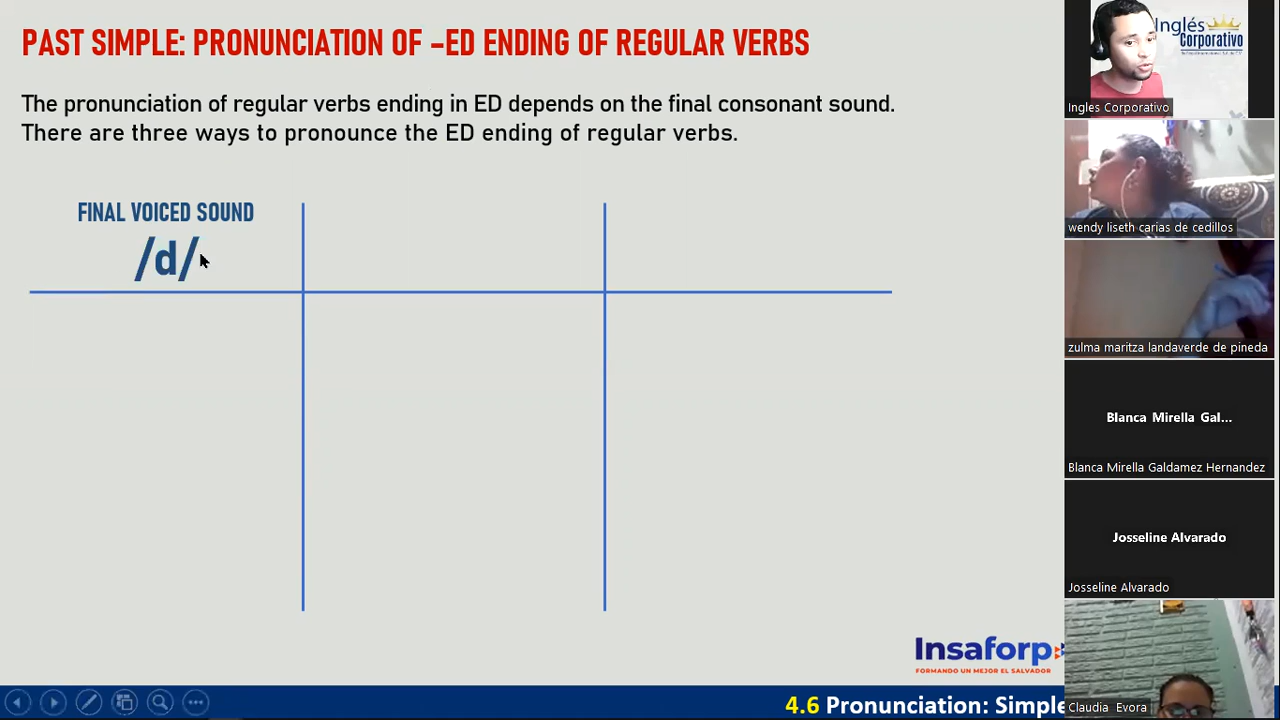 PAST SIMPLE: PRONUNCIATION OF -ED ENDING OF REGULAR VERBS
The pronunciation of regular verbs ending in ED depends on the final consonant sound.
There are three ways to pronounce the ED ending of regular verbs.
FINAL VOICED SOUND
/d/
Insaforp
FORMANDO UN MEJOR EL SALVADOR
4.6 Pronunciation: Simple
Inglés
Corporativo
Ingles Corporativo
wendy liseth carias de cedillos
zulma maritza landaverde de pineda
Blanca Mirella Gal...
Blanca Mirella Galdamez Hernandez
Josseline Alvarado
Josseline Alvarado
Claudia Evora